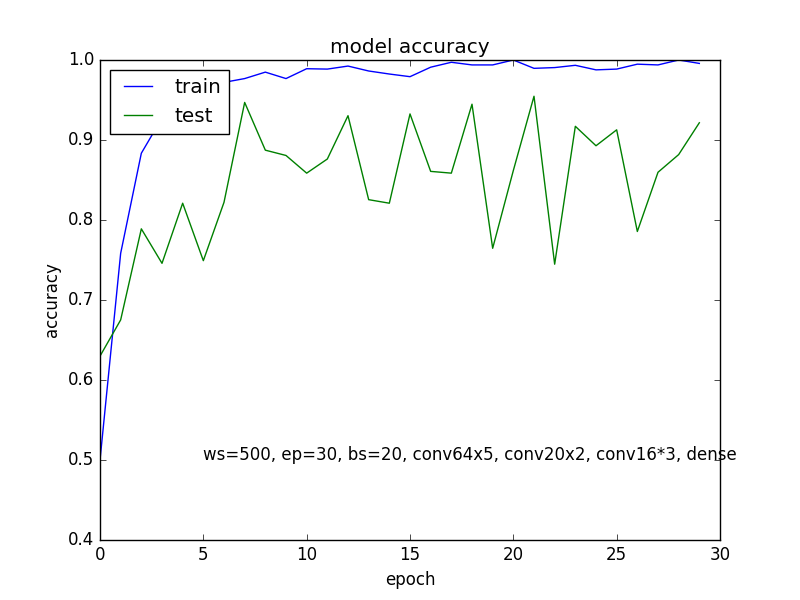 model accuracy
1.0
0.9
0.8
0.7
0.6
0.5
0.4
accuracy
train
test
ws=500, ep=30, bs=20, conv64x5, conv20x2, conv16*3, dense
0 5 10 15 20 25 30
epoch